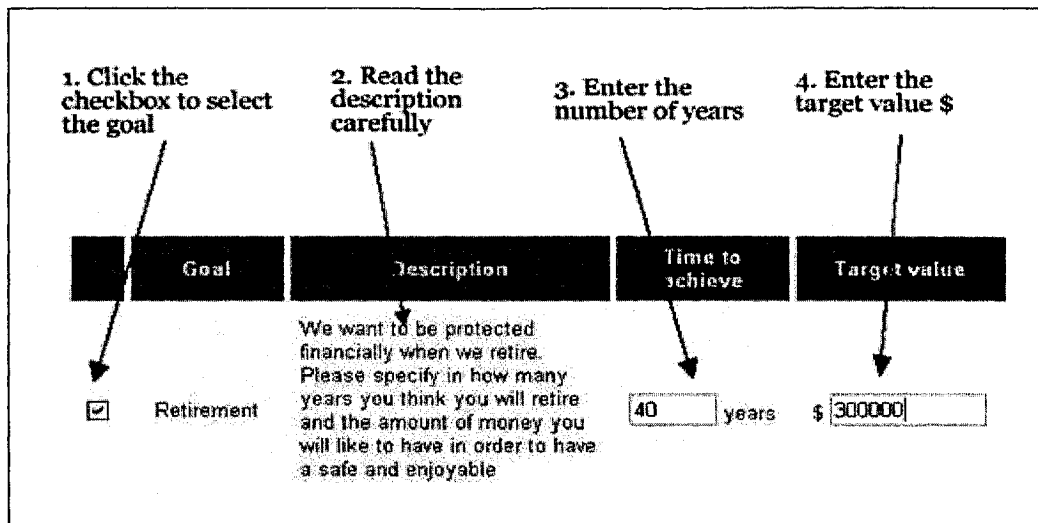 1. Click the
checkbox to select
the goal
2. Read the
description
carefully
3. Enter the
number of years
4. Enter the
target value $
Goal
Description
Time to
achieve
Target value
We want to be protected
financially when we retire.
Please specify in how many
years you think you will retire
and the amount of money you
will like to have in order to have
a safe and enjoyable
Retirement
40 years
$ 300000